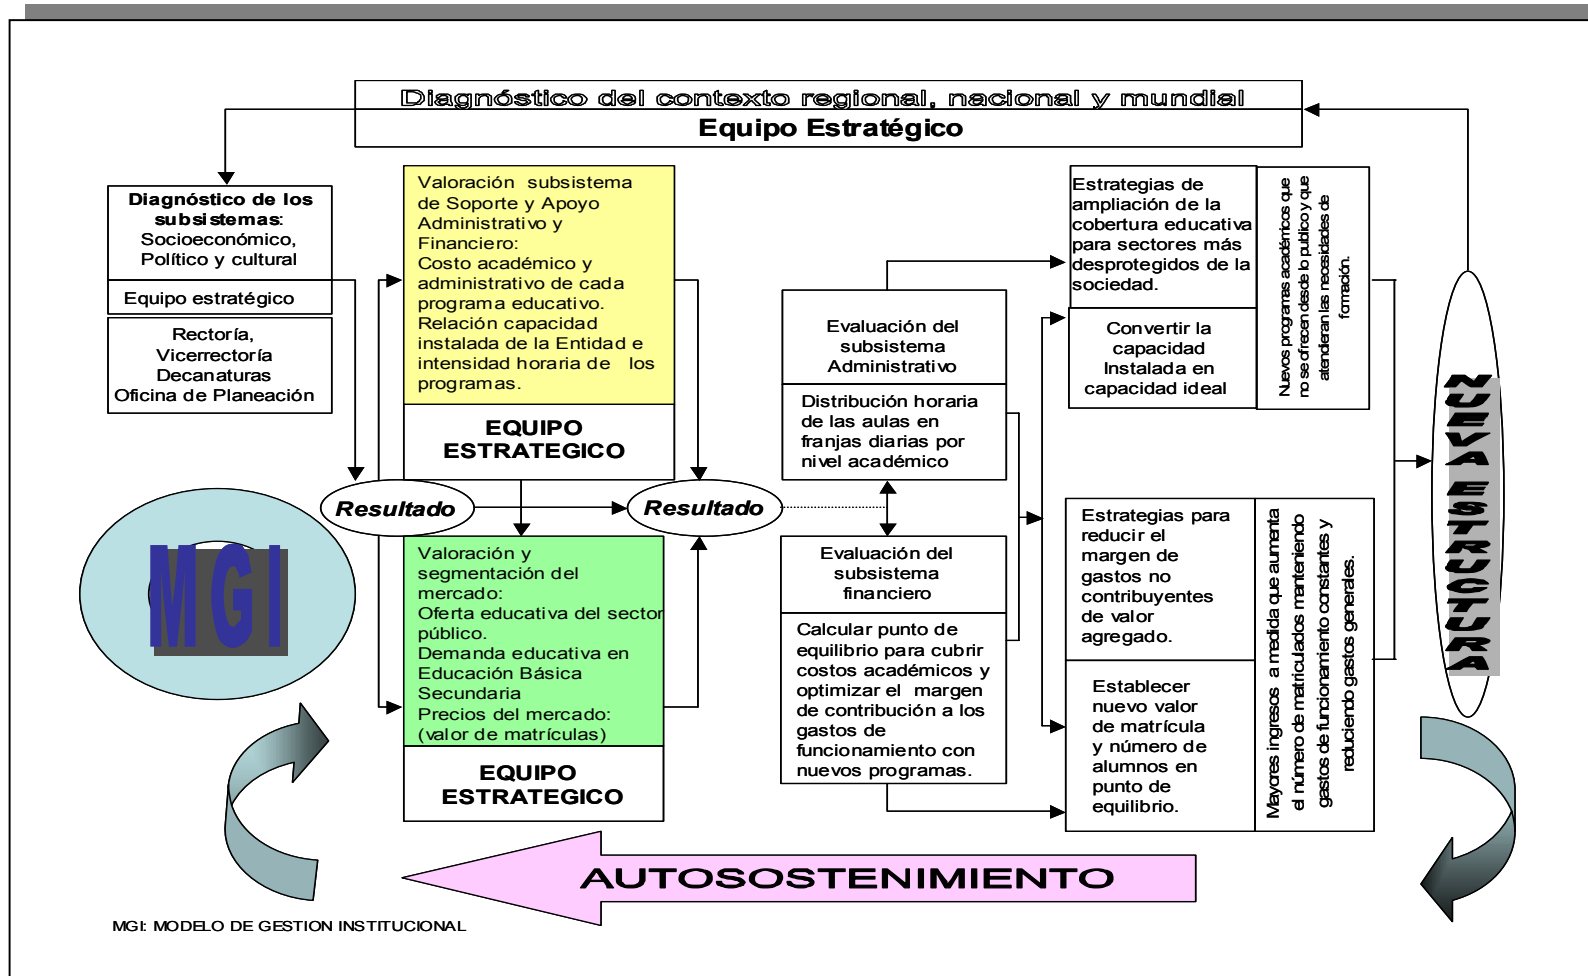 Diagnóstico del contexto regional, nacional y mundial
Equipo Estratégico
Diagnóstico de los
subsistemas:
Socioeconómico,
Político y cultural
Equipo estratégico
Rectoría,
Vicerrectoría
Decanaturas
Oficina de Planeación
Valoración subsistema
de Soporte y Apoyo
Administrativo y
Financiero:
Costo académico y
administrativo de cada
programa educativo.
Relación capacidad
instalada de la Entidad e
intensidad horaria de los
programas.
EQUIPO
ESTRATEGICO
Resultado
Resultado
Valoración y
segmentación del
mercado:
Oferta educativa del sector
público.
Demanda educativa en
Educación Básica
Secundaria
Precios del mercado:
(valor de matrículas)
EQUIPO
ESTRATEGICO
Evaluación del
subsistema
Administrativo
Distribución horaria
de las aulas en
franjas diarias por
nivel académico
Evaluación del
subsistema
financiero
Calcular punto de
equilibrio para cubrir
costos académicos y
optimizar el margen
de contribución a los
gastos de
funcionamiento con
nuevos programas.
Estrategias de
ampliación de la
cobertura educativa
para sectores más
desprotegidos de la
sociedad.
Convertir la
capacidad
Instalada en
capacidad ideal
Nuevos programas académicos que
no se ofrecen desde lo publico y que
atendieran las necesidades de
formación.
Estrategias para
reducir el
margen de
gastos no
contribuyentes
de valor
agregado.
Establecer
nuevo valor
de matrícula
y número de
alumnos en
punto de
equilibrio.
Mayores ingresos a medida que aumenta
el número de matriculados manteniendo
gastos de funcionamiento constantes y
reduciendo gastos generales.
NUEVA ESTRUCTURA
MGI
AUTOSOSTENIMIENTO
MGI: MODELO DE GESTION INSTITUCIONAL